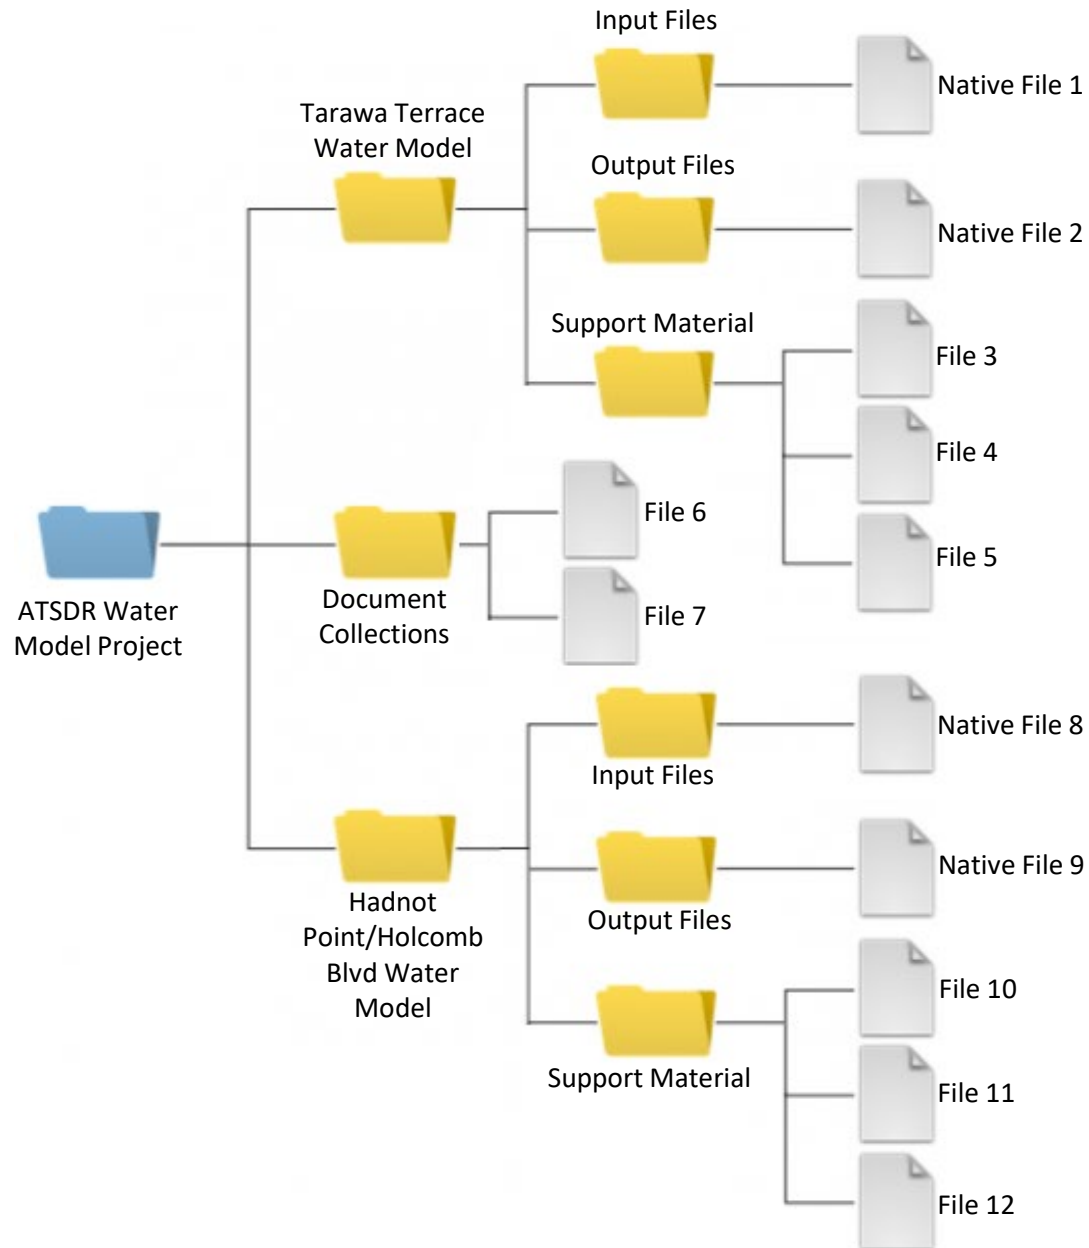 Input Files
Native File 1
Tarawa Terrace
Water Model
Output Files
Native File 2
Support Material
File 3
File 4
File 5
File 6
File 7
ATSDR Water
Model Project
Document
Collections
Native File 8
Input Files
Native File 9
Output Files
Hadnot
Point/Holcomb
Blvd Water
Model
File 10
Support Material
File 11
File 12